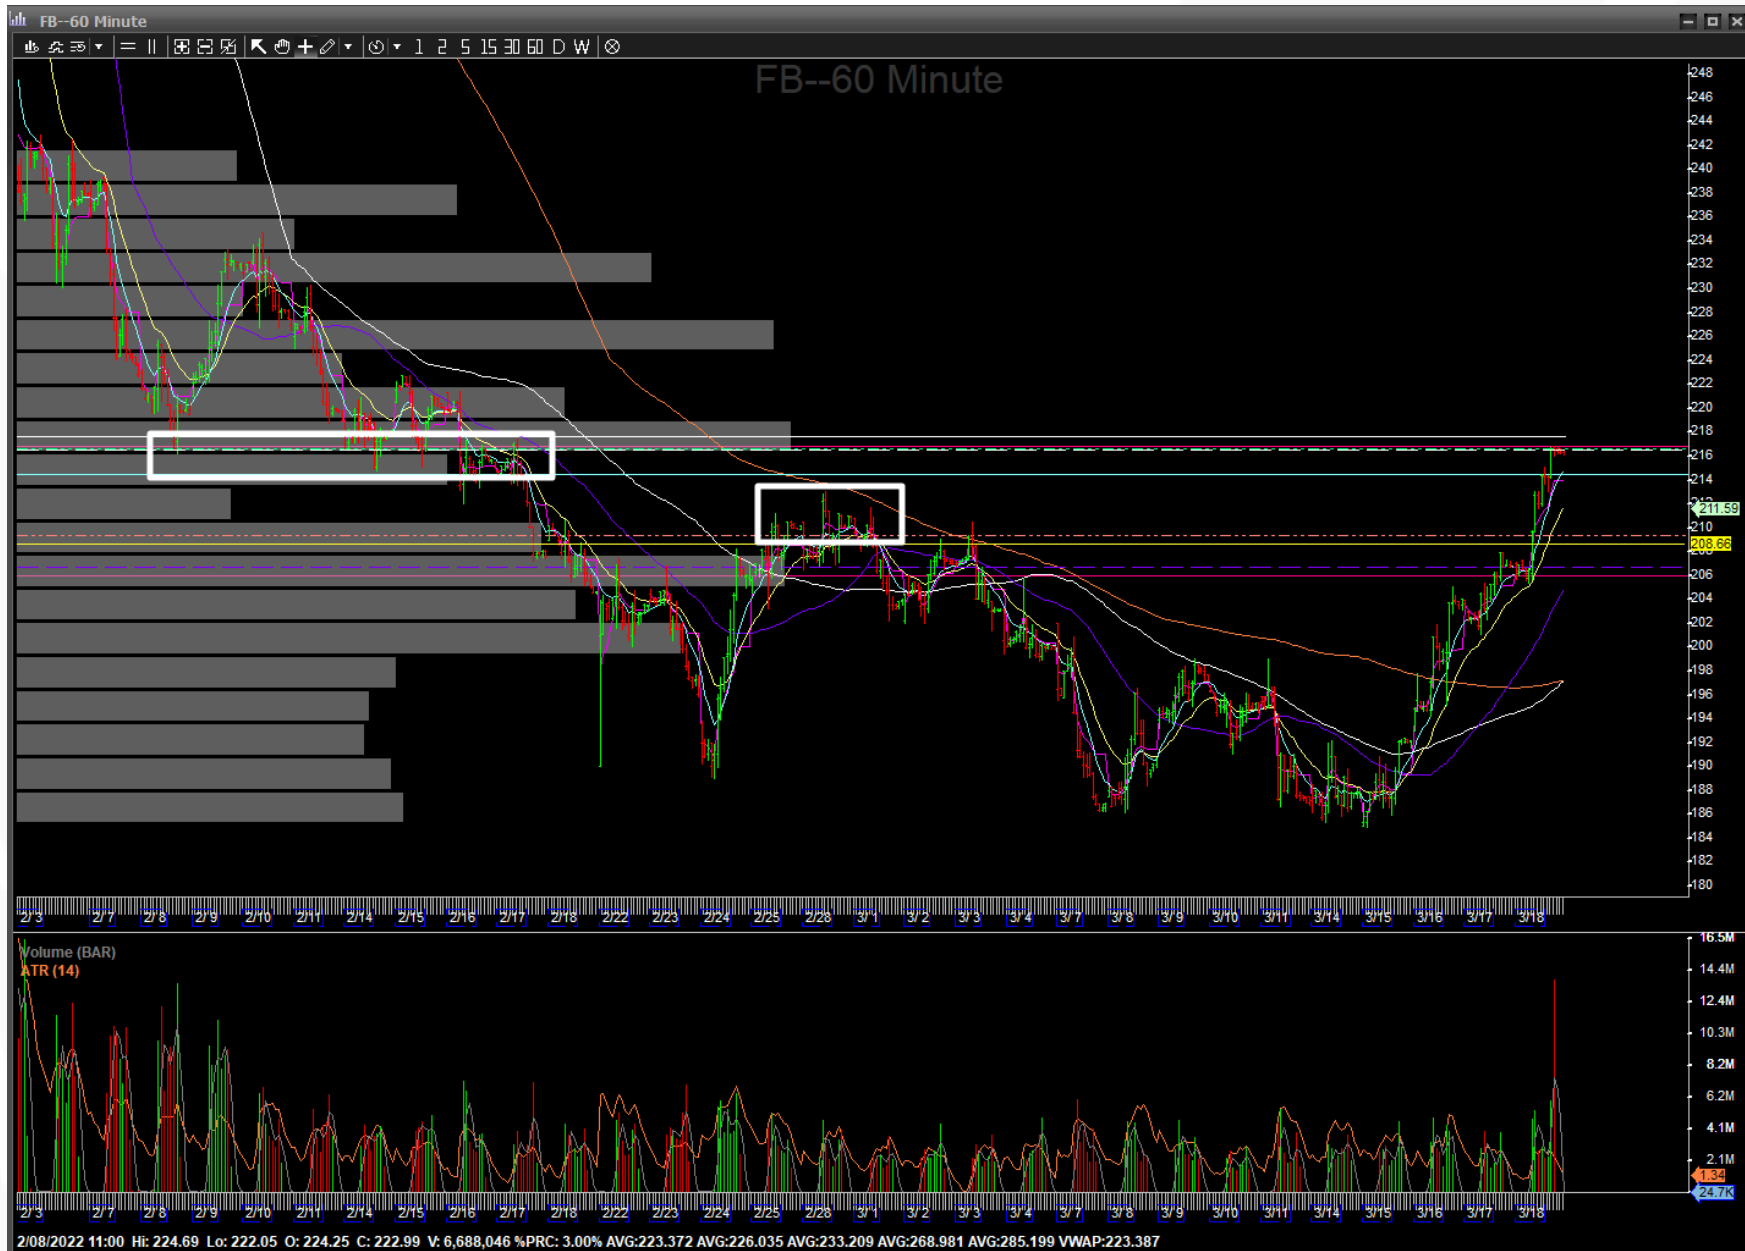 FB--60 Minute
1 2 5 15 30 60 D W
FB--60 Minute
248
246
244
242
240
238
236
234
232
230
228
226
224
222
220
218
216
214
212
211.59
210
208.66
206
204
202
200
198
196
194
192
190
188
186
184
182
180
2/ 3 2/ 7 2/ 8 2/ 9 2/10 2/11 2/14 2/15 2/16 2/17 2/18 2/22 2/23 2/24 2/25 2/28 3/ 1 3/ 2 3/ 3 3/ 4 3/ 7 3/ 8 3/ 9 3/10 3/11 3/14 3/15 3/16 3/17 3/18
Volume (BAR)
ATR (14)
16.5M
14.4M
12.4M
10.3M
8.2M
6.2M
4.1M
2.1M
1.34
24.7K
2/ 3 2/ 7 2/ 8 2/ 9 2/10 2/11 2/14 2/15 2/16 2/17 2/18 2/22 2/23 2/24 2/25 2/28 3/ 1 3/ 2 3/ 3 3/ 4 3/ 7 3/ 8 3/ 9 3/10 3/11 3/14 3/15 3/16 3/17 3/18
2/08/2022 11:00 Hi: 224.69 Lo: 222.05 O: 224.25 C: 222.99 V: 6,688,046 %PRC: 3.00% AVG:223.372 AVG:226.035 AVG:233.209 AVG:268.981 AVG:285.199 VWAP:223.387